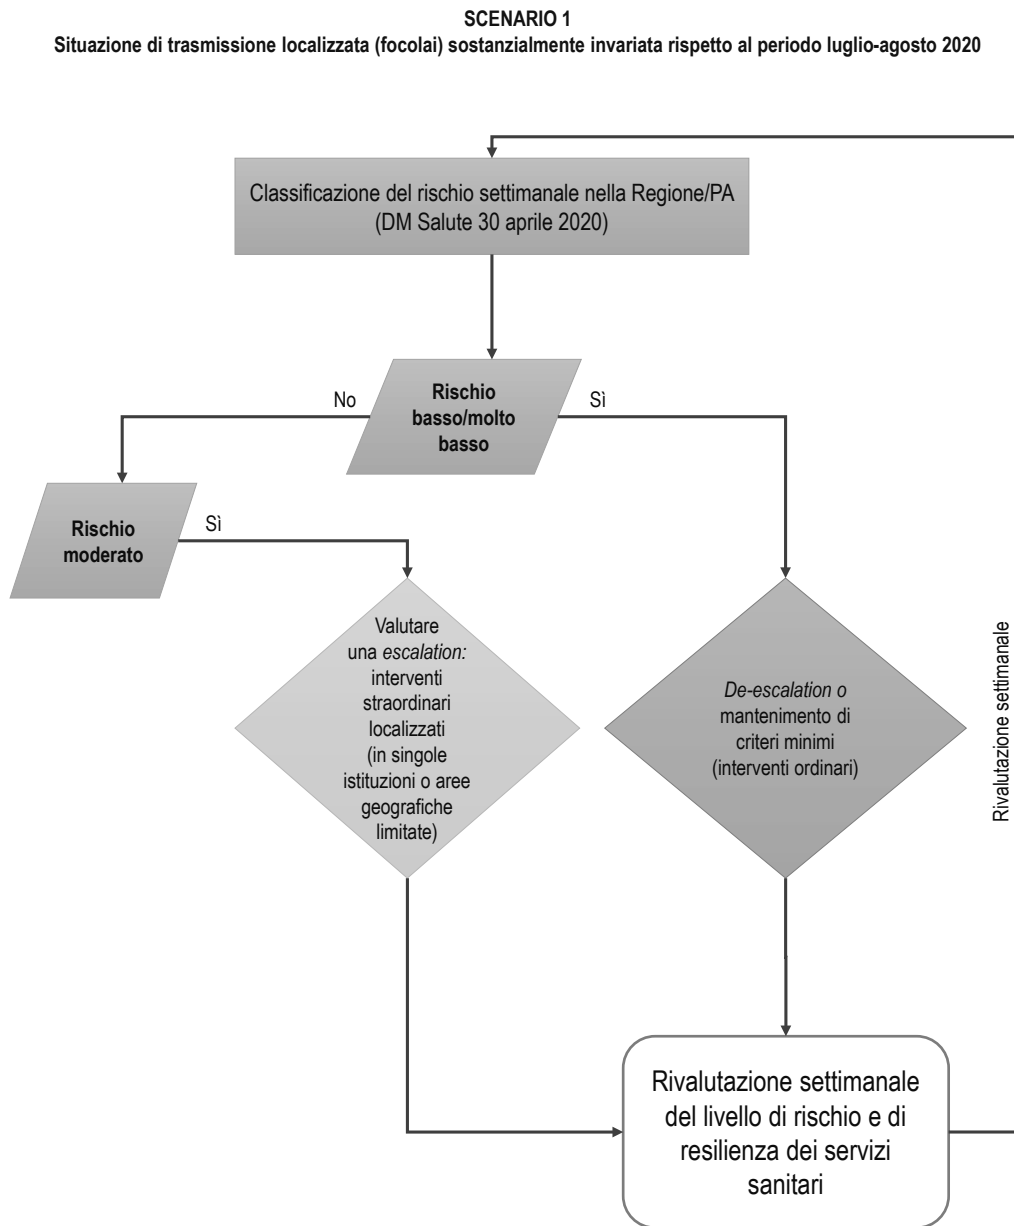 SCENARIO 1
Situazione di trasmissione localizzata (focolai) sostanzialmente invariata rispetto al periodo luglio-agosto 2020
Classificazione del rischio settimanale nella Regione/PA
(DM Salute 30 aprile 2020)
Rischio
basso/molto
basso
No
Sì
Rischio
moderato
Sì
Valutare
una escalation:
interventi
straordinari
localizzati
(in singole
istituzioni o aree
geografiche
limitate)
De-escalation o
mantenimento di
criteri minimi
(interventi ordinari)
Rivalutazione settimanale
Rivalutazione settimanale
del livello di rischio e di
resilienza dei servizi
sanitari